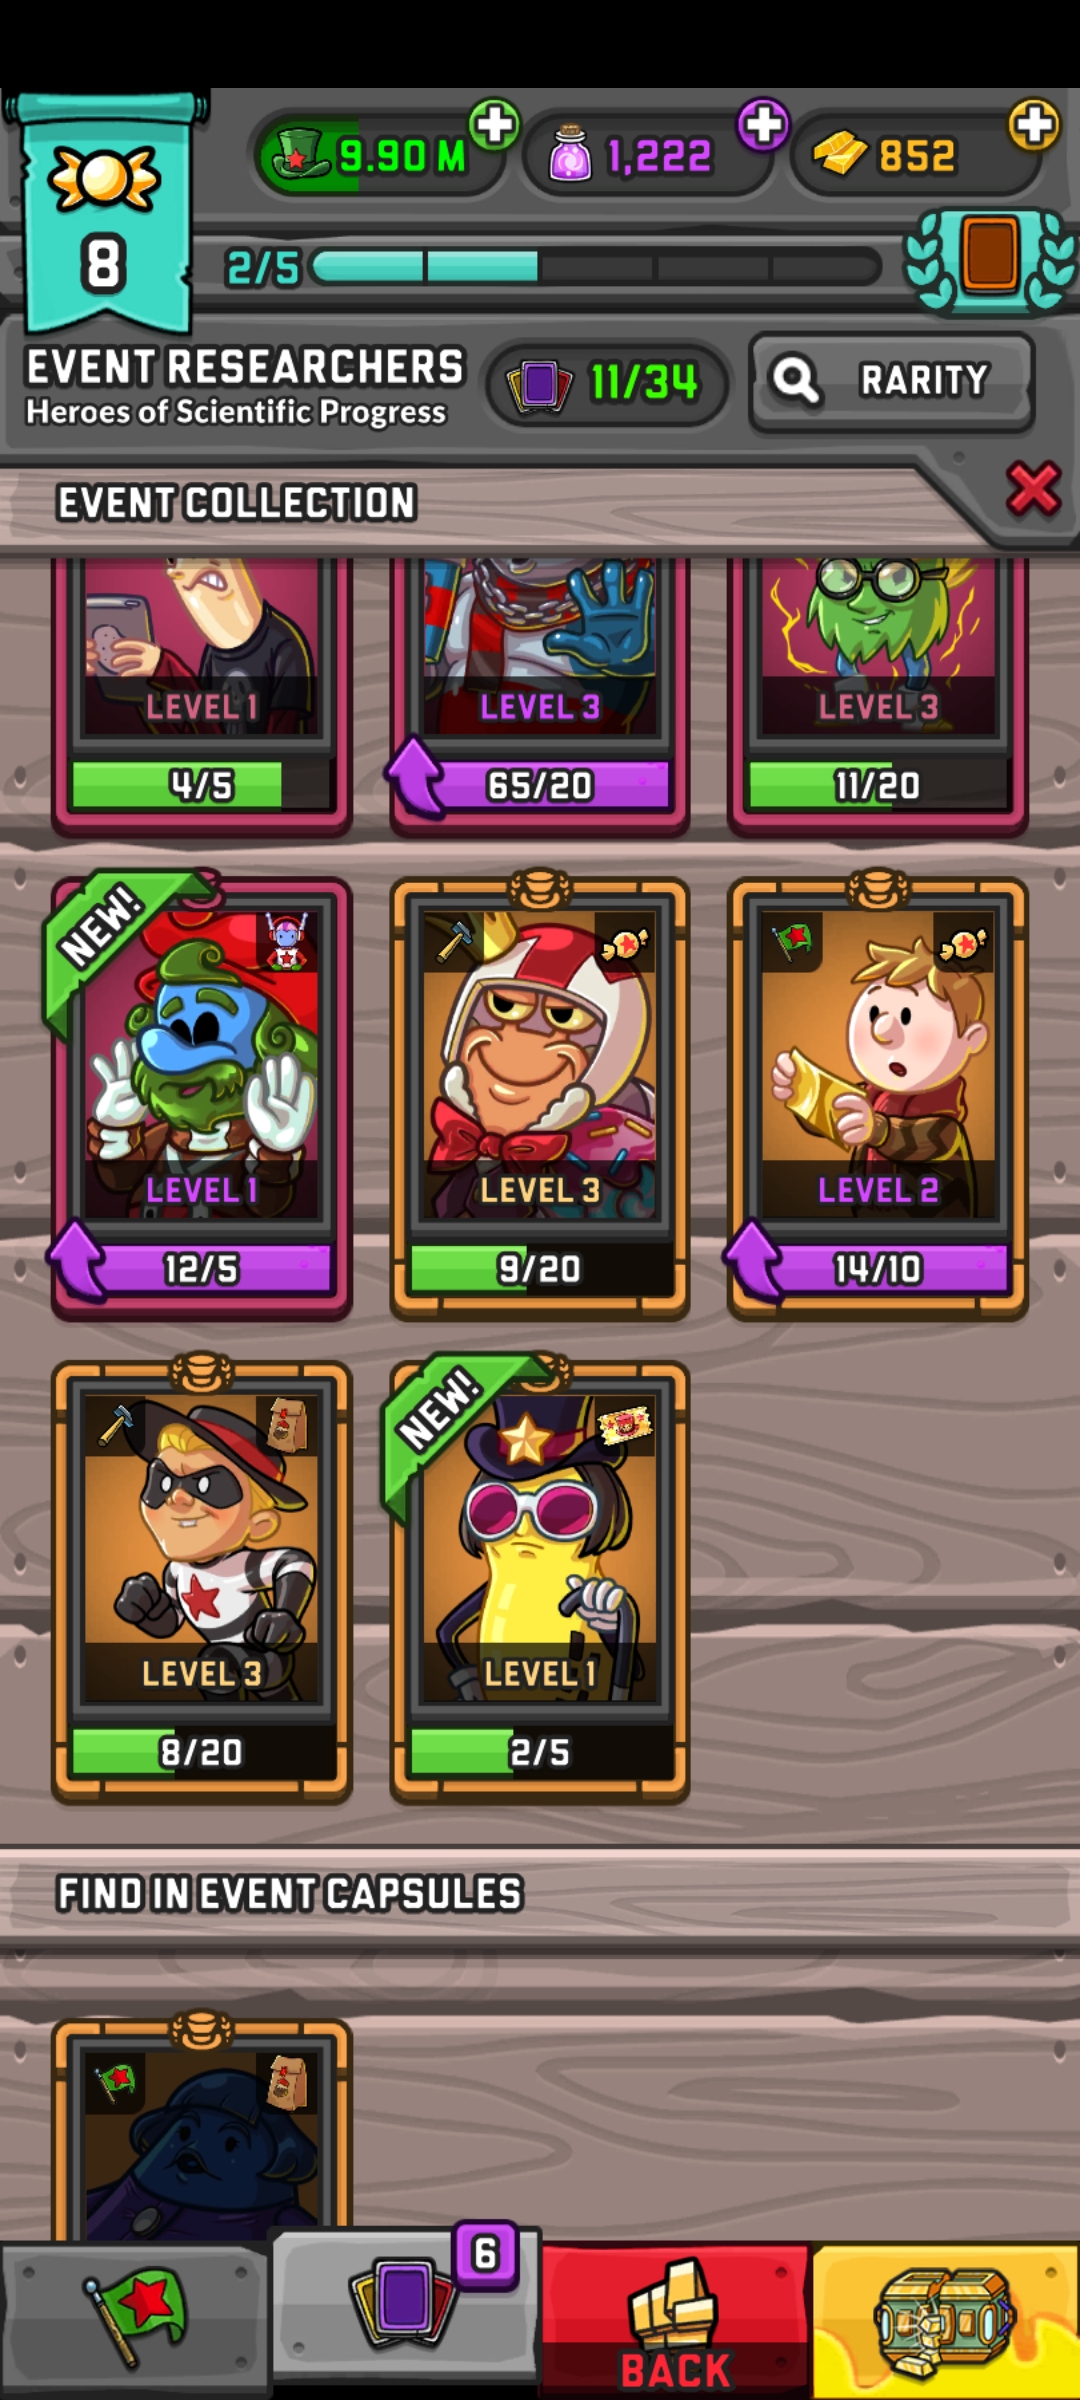 9.90 M
1,222
852
8
2/5
EVENT RESEARCHERS
Heroes of Scientific Progress
11/34
RARITY
EVENT COLLECTION
LEVEL 1
LEVEL 3
LEVEL 3
4/5
65/20
11/20
NEW!
LEVEL 1
LEVEL 3
LEVEL 2
12/5
9/20
14/10
NEW!
LEVEL 3
LEVEL 1
8/20
2/5
FIND IN EVENT CAPSULES
6
BACK